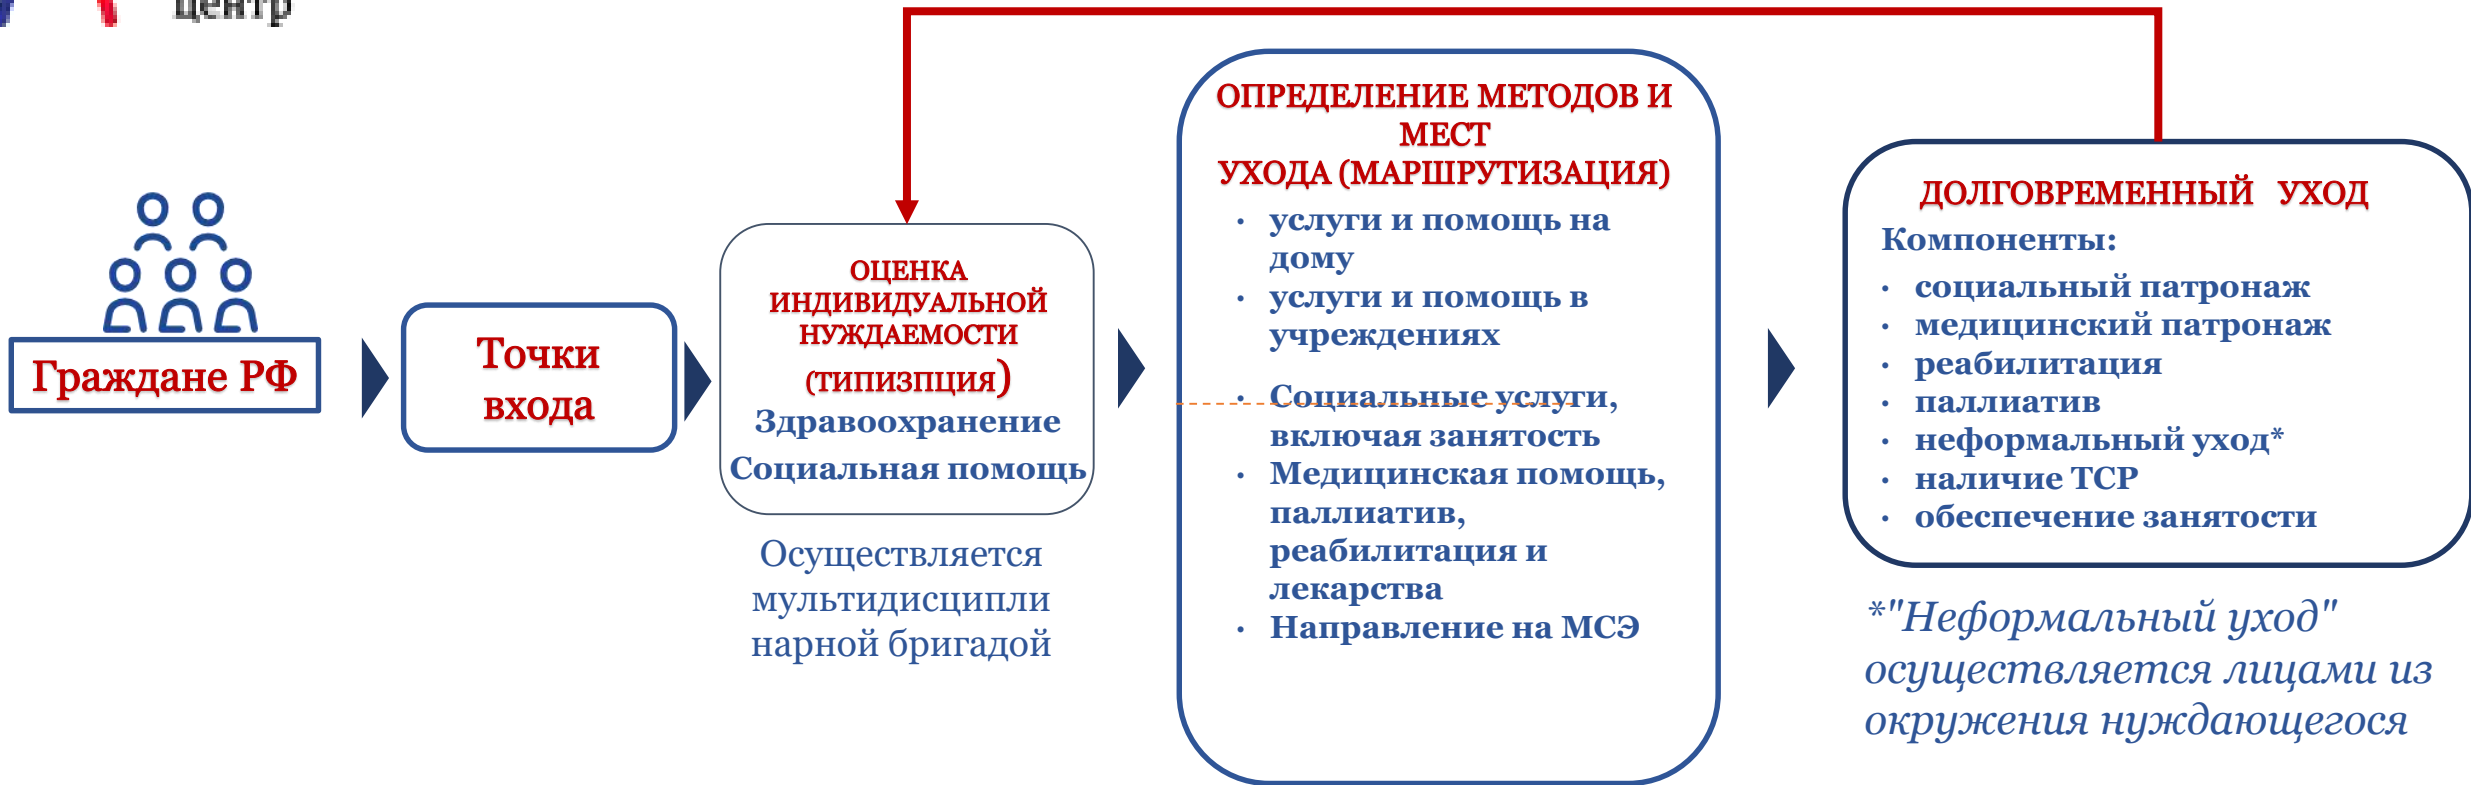 центр
Граждане РФ
Точки
входа
ОЦЕНКА
ИНДИВИДУАЛЬНОЙ
НУЖДАЕМОСТИ
(ТИПИЗПЦИЯ)
Здравоохранение
Социальная помощь
Осуществляется
мультидисципли
нарной бригадой
ОПРЕДЕЛЕНИЕ МЕТОДОВ И
МЕСТ
УХОДА (МАРШРУТИЗАЦИЯ)
· услуги и помощь на
дому
· услуги и помощь в
учреждениях
· Социальные услуги,
включая занятость
· Медицинская помощь,
паллиатив,
реабилитация и
лекарства
· Направление на МСЭ
ДОЛГОВРЕМЕННЫЙ УХОД
Компоненты:
· социальный патронаж
· медицинский патронаж
· реабилитация
· паллиатив
· неформальный уход*
· наличие ТСР
· обеспечение занятости
*"Неформальный уход"
осуществляется лицами из
окружения нуждающегося